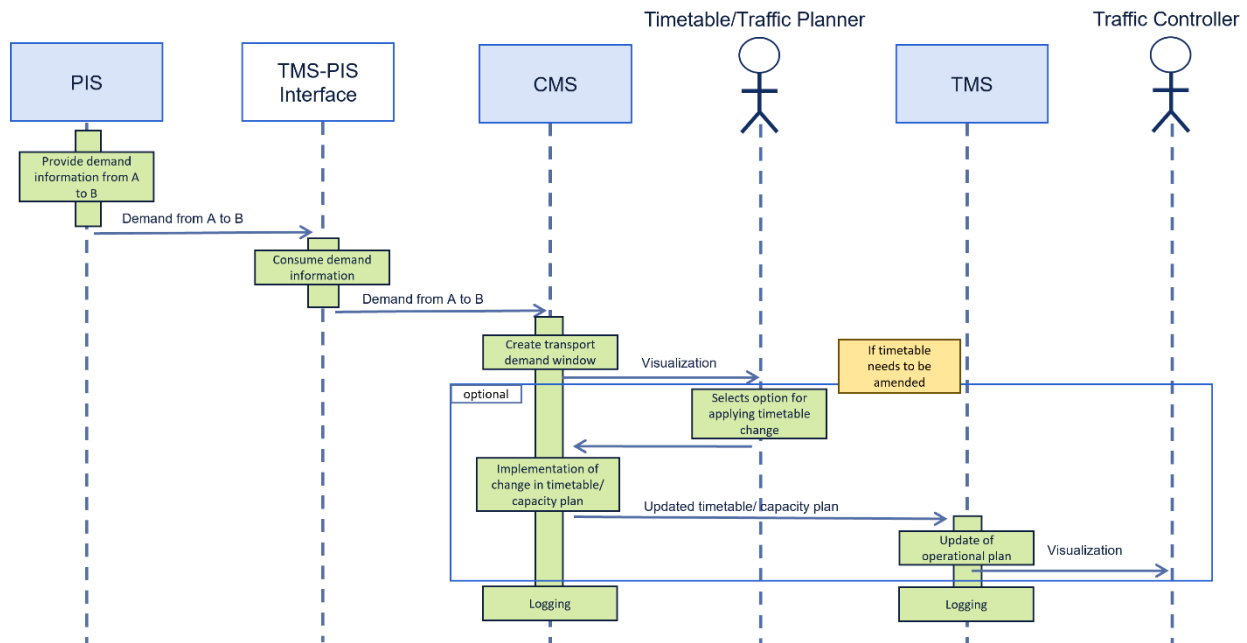 Timetable/Traffic Planner
Traffic Controller
PIS
TMS-PIS
Interface
CMS
TMS
Provide demand
information from A
to B
Demand from A to B
Consume demand
information
Demand from A to B
Create transport
demand window
Visualization
If timetable
needs to be
amended
optional
Selects option for
applying timetable
change
Implementation of
change in timetable/
capacity plan
Updated timetable/ capacity plan
Update of
operational plan
Visualization
Logging
Logging